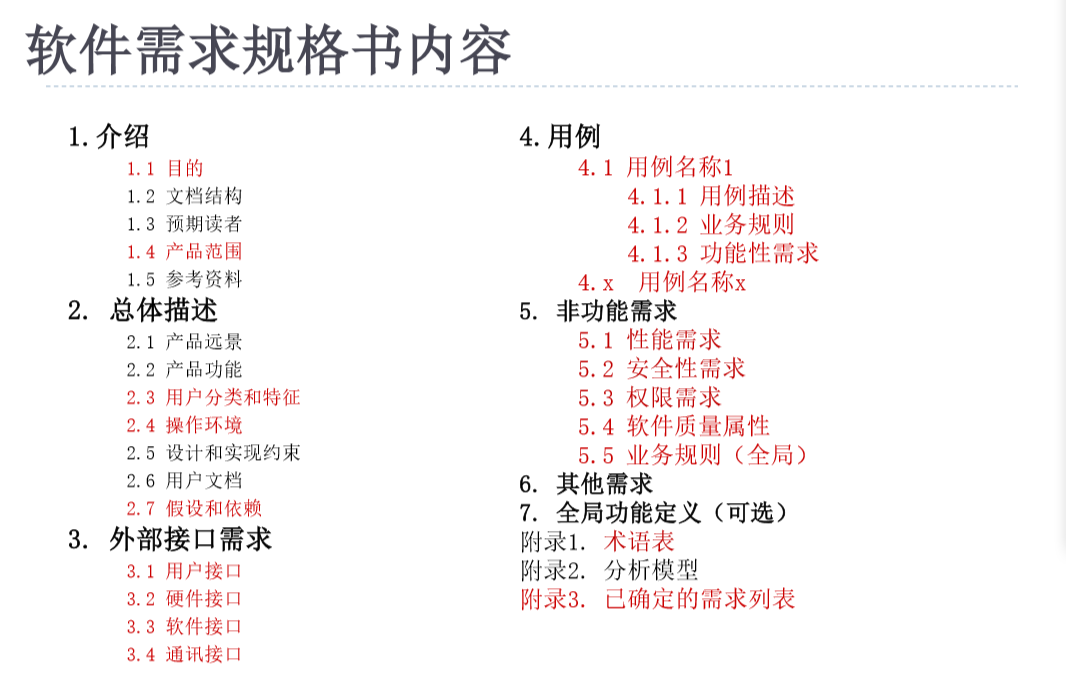 软件需求规格书内容
1.介绍
1.1 目的
1.2 文档结构
1.3 预期读者
1.4 产品范围
1.5 参考资料
2. 总体描述
2.1 产品远景
2.2 产品功能
2.3 用户分类和特征
2.4 操作环境
2.5 设计和实现约束
2.6 用户文档
2.7 假设和依赖
3. 外部接口需求
3.1 用户接口
3.2 硬件接口
3.3 软件接口
3.4 通讯接口
4.用例
4.1 用例名称1
4.1.1 用例描述
4.1.2 业务规则
4.1.3 功能性需求
4.x 用例名称x
5. 非功能需求
5.1 性能需求
5.2 安全性需求
5.3 权限需求
5.4 软件质量属性
5.5 业务规则（全局）
6. 其他需求
7. 全局功能定义（可选）
附录1. 术语表
附录2. 分析模型
附录3. 已确定的需求列表